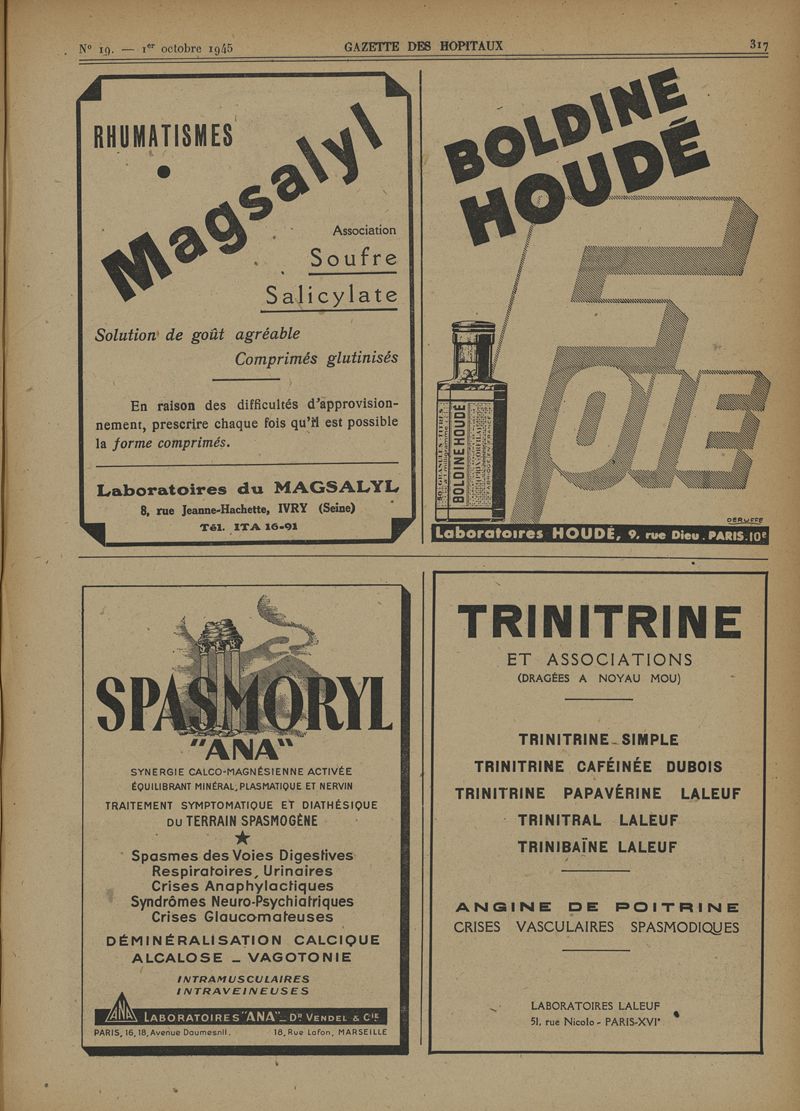 N° 19. — 1er octobre 1945
GAZETTE DES HOPITAUX
317
RHUMATISMES
Magsalyl
Association
Soufre
Salicylate
Solution de goût agréable
Comprimés glutinisés
En raison des difficultés d'approvision-
nement, prescrire chaque fois qu'il est possible
la forme comprimés.
Laboratoires du MAGSALYL
8, rue Jeanne-Hachette, IVRY (Seine)
Tél. ITA 16-91
BOLDINE
HOUDÉ
FOIE
BOLDINE HOUDÉ
DERUFFE
Laboratoires HOUDÉ, 9, rue Dieu. PARIS.10e
SPASMORYL
"ANA"
SYNERGIE CALCO-MAGNÉSIENNE ACTIVÉE
ÉQUILIBRANT MINÉRAL, PLASMATIQUE ET NERVIN
TRAITEMENT SYMPTOMATIQUE ET DIATHÉSIQUE
DU TERRAIN SPASMOGÈNE
Spasmes des Voies Digestives
Respiratoires, Urinaires
Crises Anaphylactiques
Syndrômes Neuro-Psychiatriques
Crises Glaucomateuses
DÉMINÉRALISATION CALCIQUE
ALCALOSE _ VAGOTONIE
INTRAMUSCULAIRES
INTRAVEINEUSES
ANA
LABORATOIRES "ANA"_ Dr VENDEL & Cie
PARIS, 16, 18, Avenue Daumesnil.
18, Rue Lafon, MARSEILLE
TRINITRINE
ET ASSOCIATIONS
(DRAGÉES A NOYAU MOU)
TRINITRINE SIMPLE
TRINITRINE CAFÉINÉE DUBOIS
TRINITRINE PAPAVÉRINE LALEUF
TRINITRAL LALEUF
TRINIBAÏNE LALEUF
ANGINE DE POITRINE
CRISES VASCULAIRES SPASMODIQUES
LABORATOIRES LALEUF
51, rue Nicolo - PARIS-XVI°